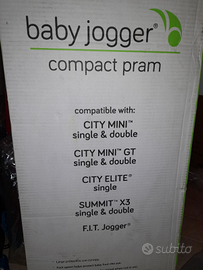 baby jogger®
compact pram
compatible with:
CITY MINI™
single & double
CITY MINI™ GT
single & double
CITY ELITE®
single
SUMMIT™ X3
single & double
F.I.T. Jogger®
subito